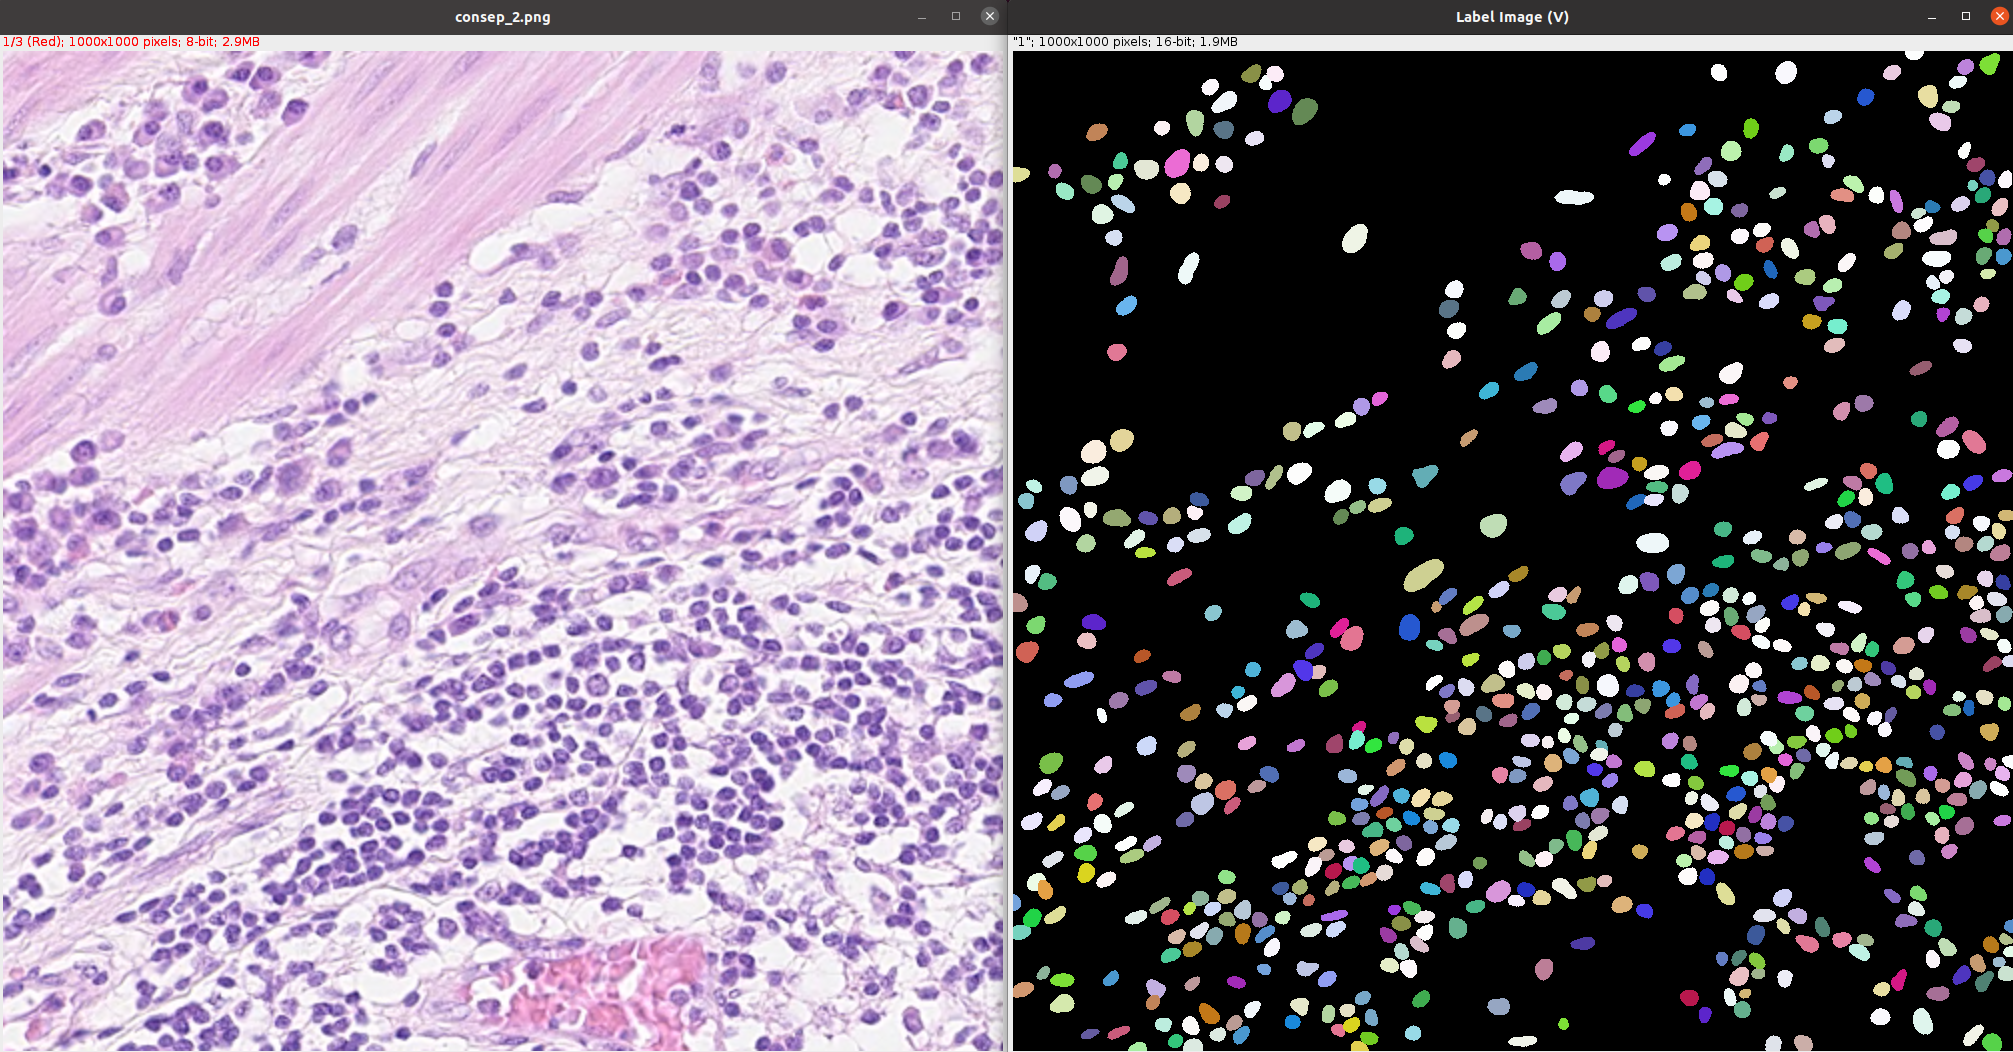 consep_2.png
1/3 (Red); 1000x1000 pixels; 8-bit; 2.9MB
Label Image (V)
"1"; 1000x1000 pixels; 16-bit; 1.9MB